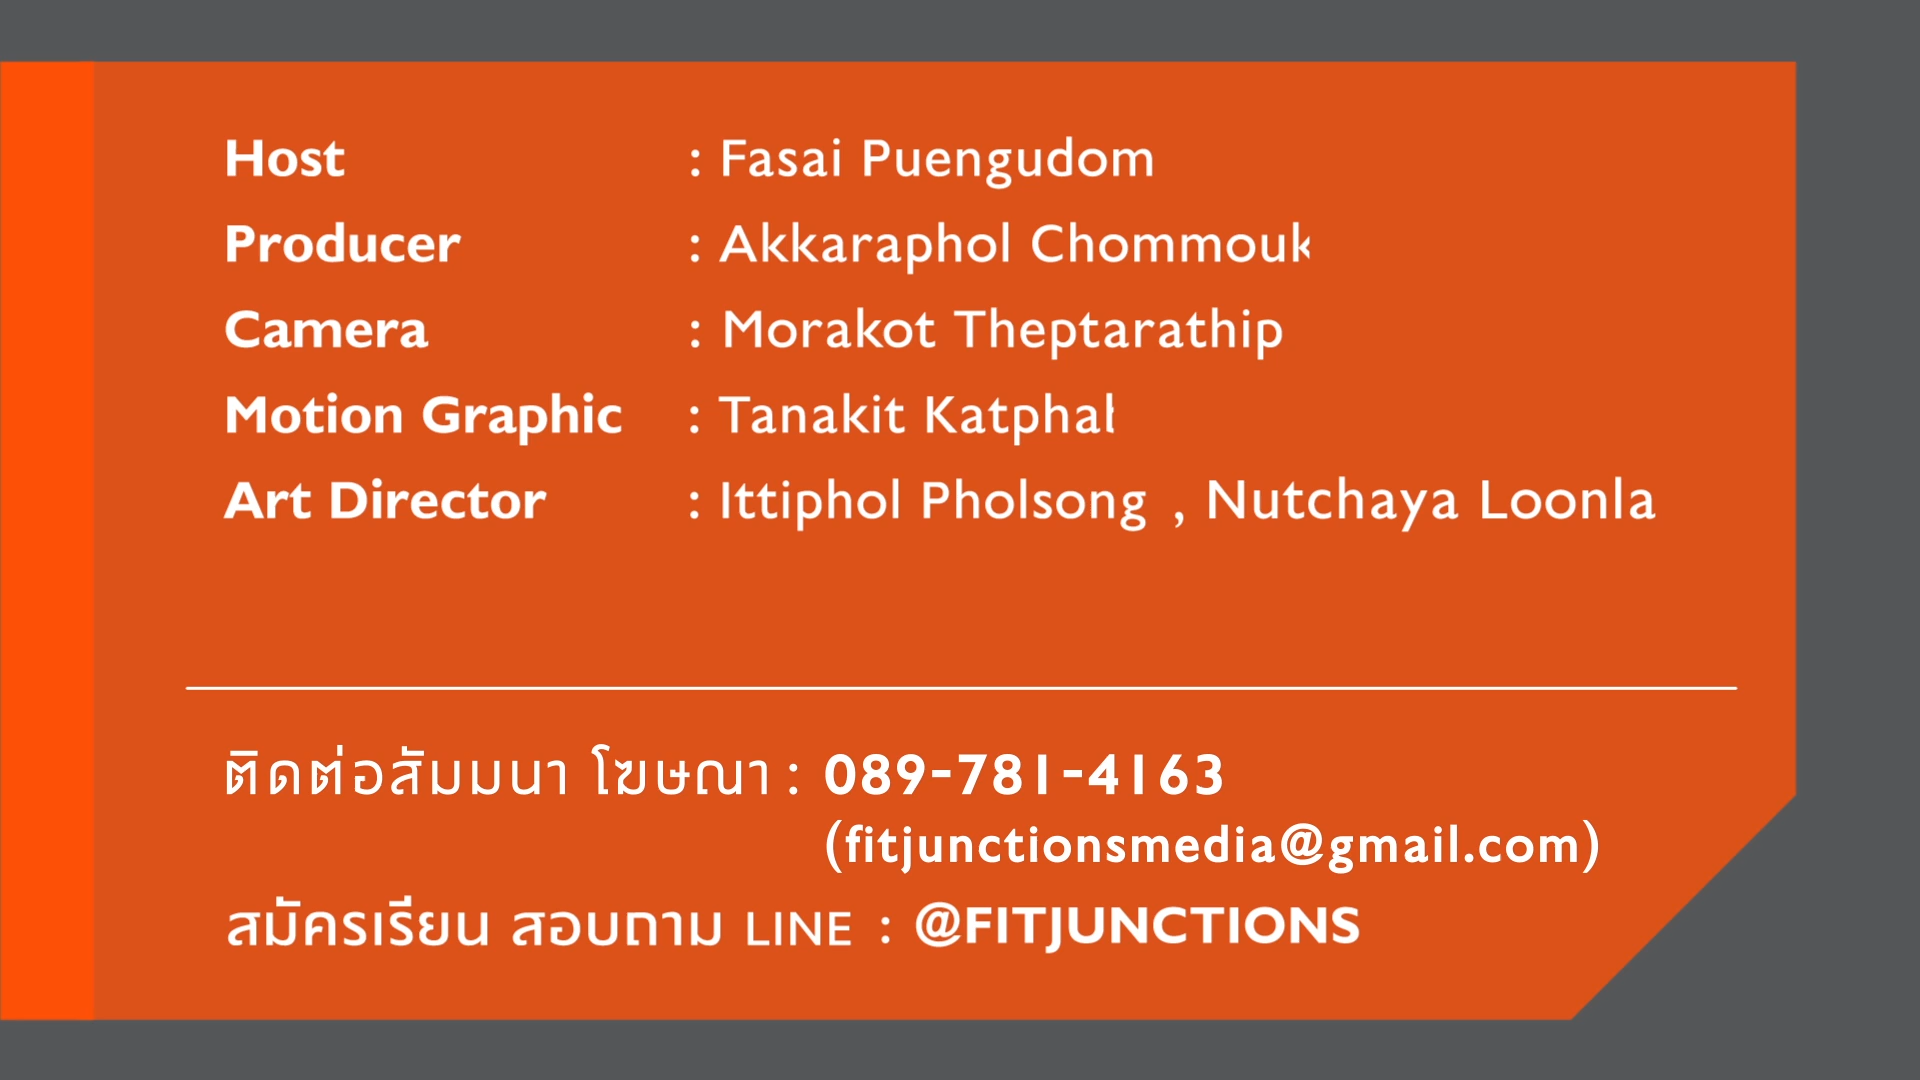 Host : Fasai Puengudom
Producer : Akkaraphol Chommouk
Camera : Morakot Theptarathip
Motion Graphic : Tanakit
Art Director : Ittiphol Pholsong , Nutchaya Loonla
ติดต่อสัมมนา โฆษณา : 089-781-4163
(fitjunctionsmedia@gmail.com)
สมัครเรียน สอบถาม LINE : @FITJUNCTIONS